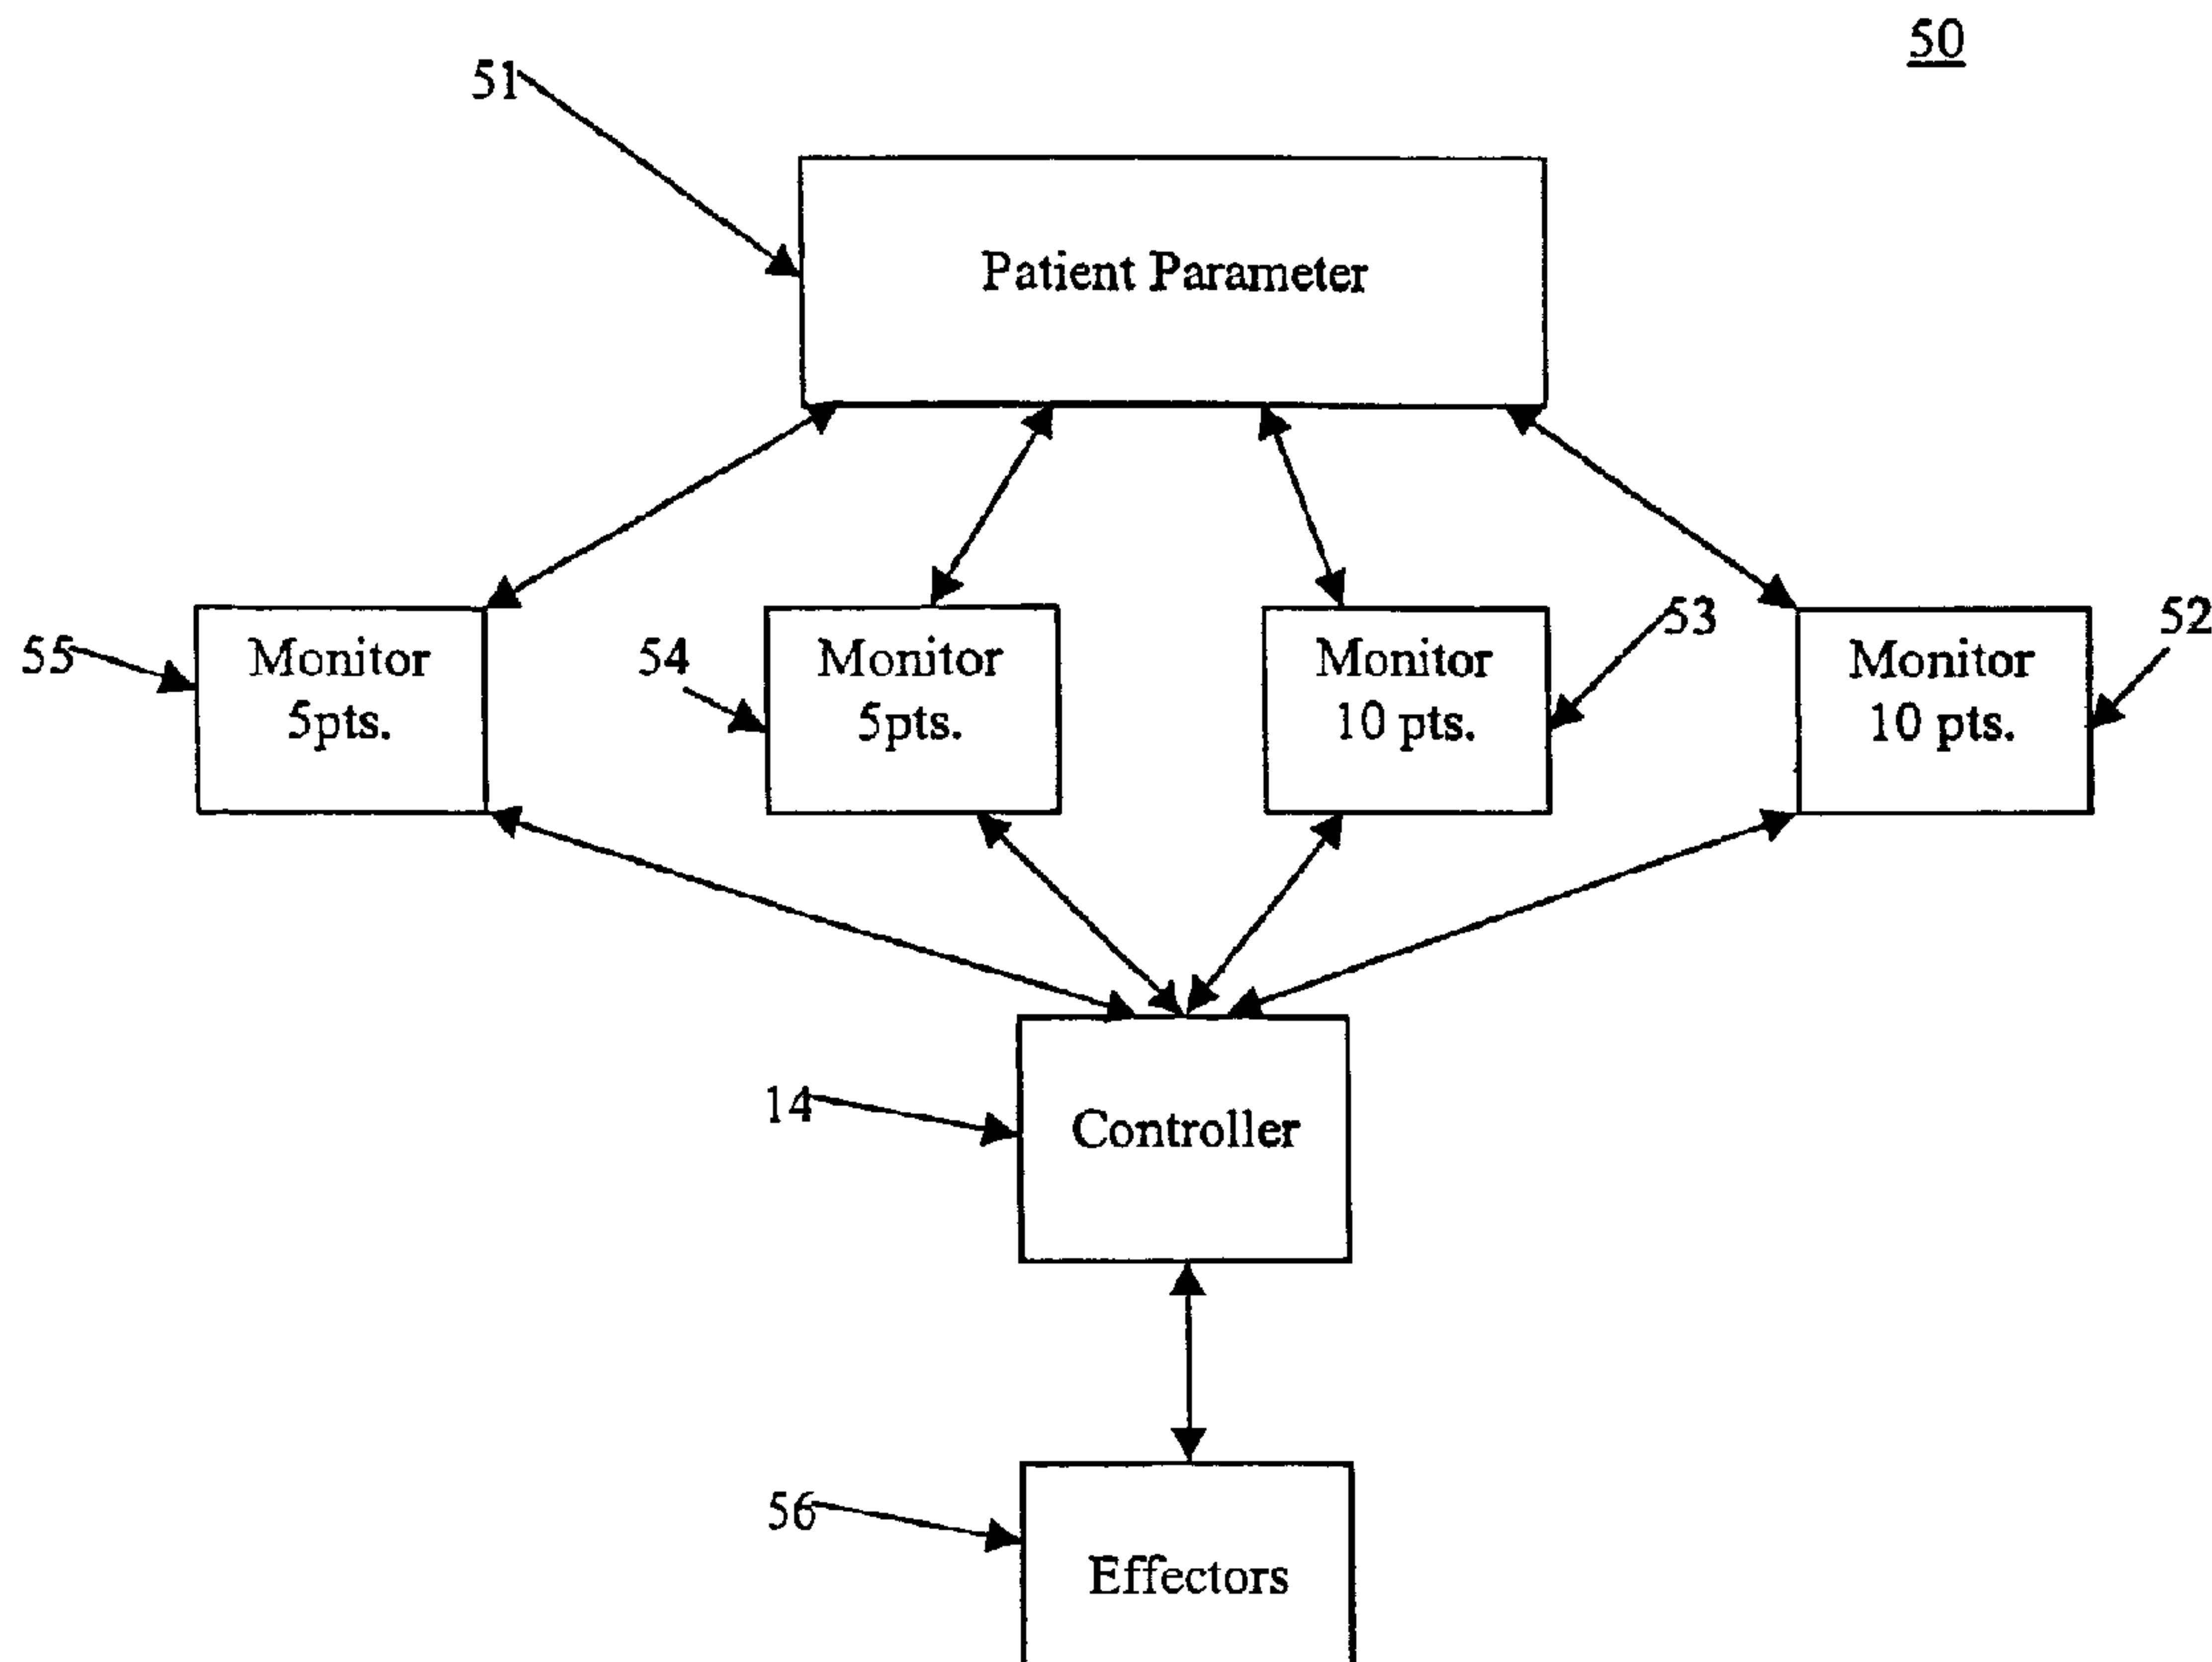 50
51
Patient Parameter
55
Monitor
5pts.
54
Monitor
5pts.
Monitor
10 pts.
53
Monitor
10 pts.
52
14
Controller
56
Effectors